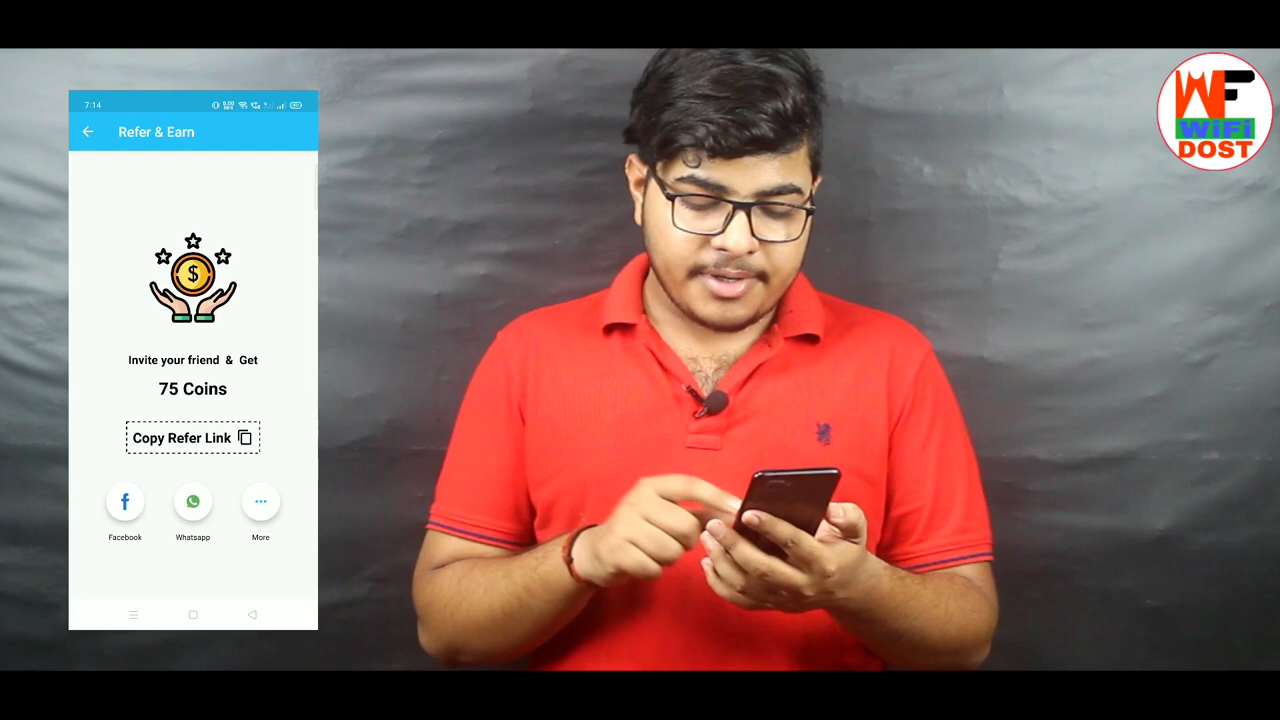 7:14
Refer & Earn
$
Invite your friend & Get
75 Coins
Copy Refer Link
f
Facebook
Whatsapp
More
WF
WiFi
DOST